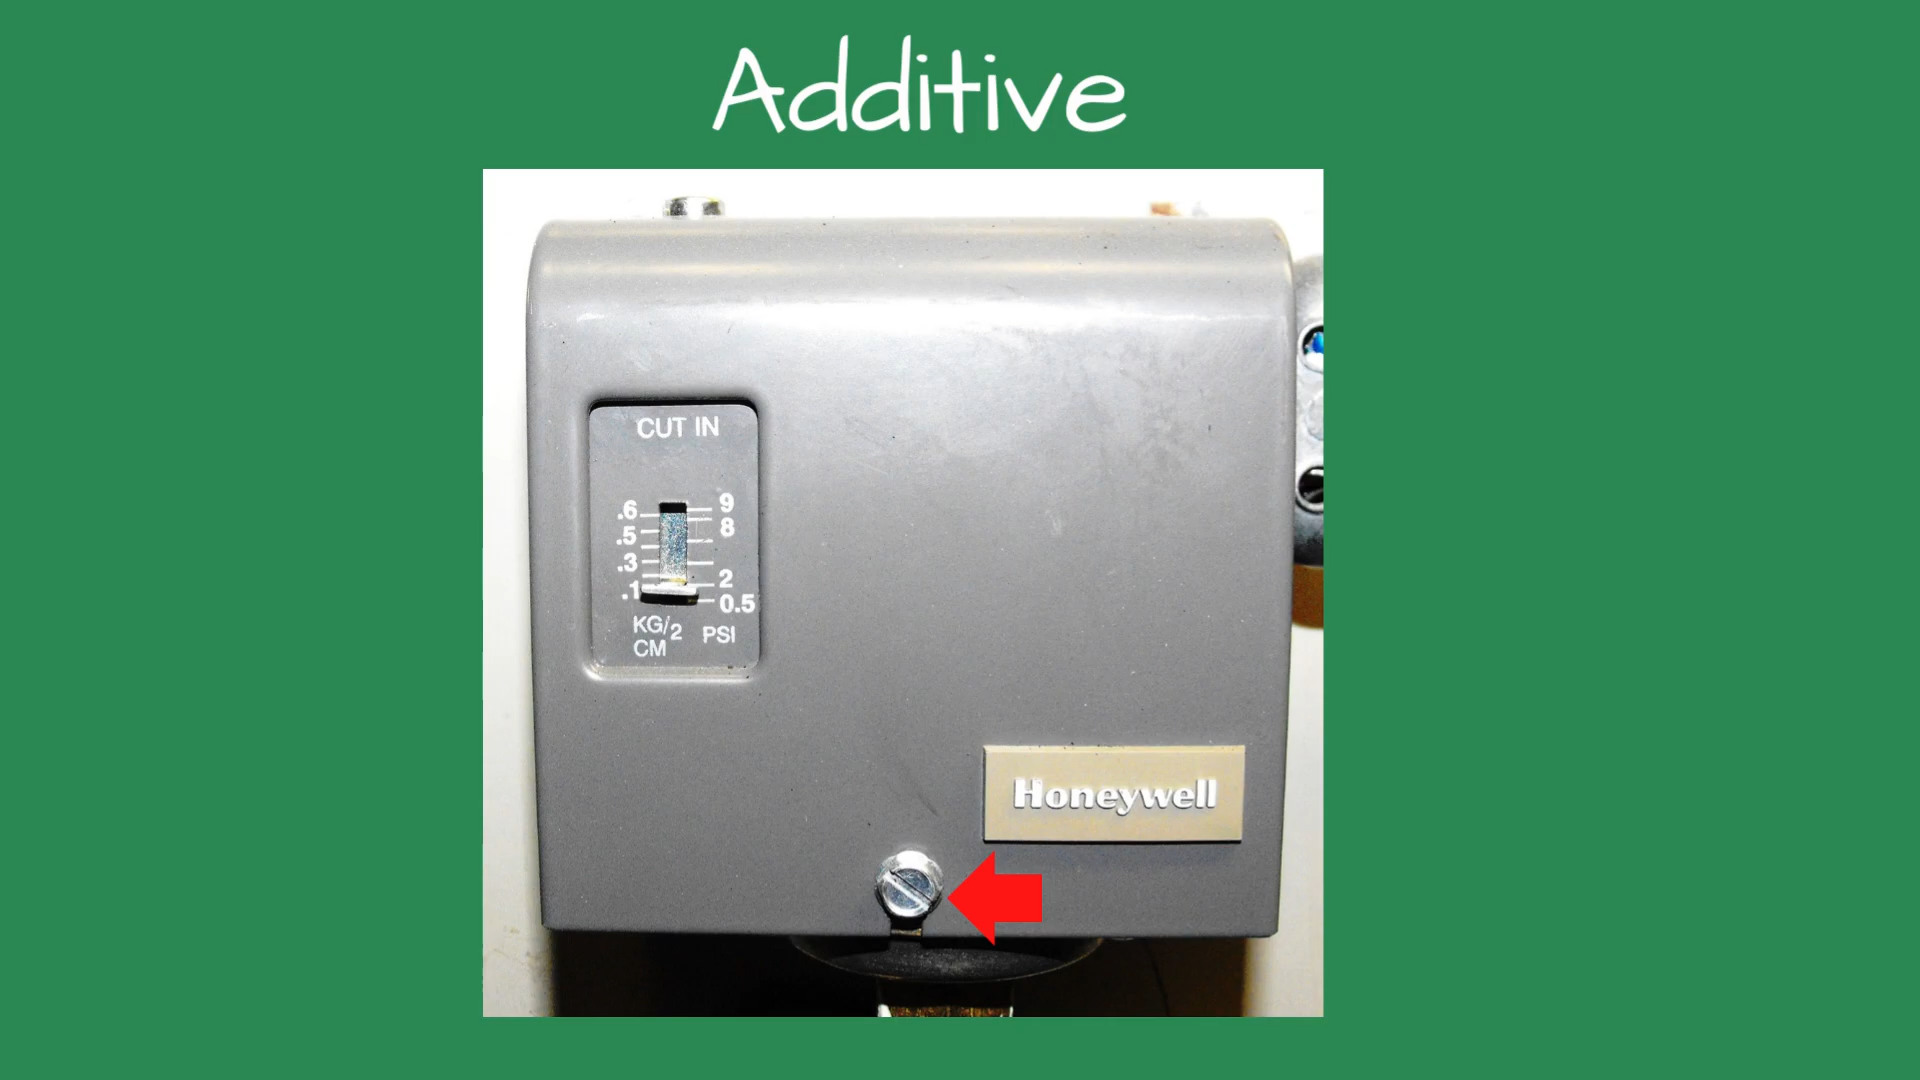 Additive
CUT IN
.6 9
.5 8
.3
.1 2
0.5
KG/2 PSI
CM
Honeywell